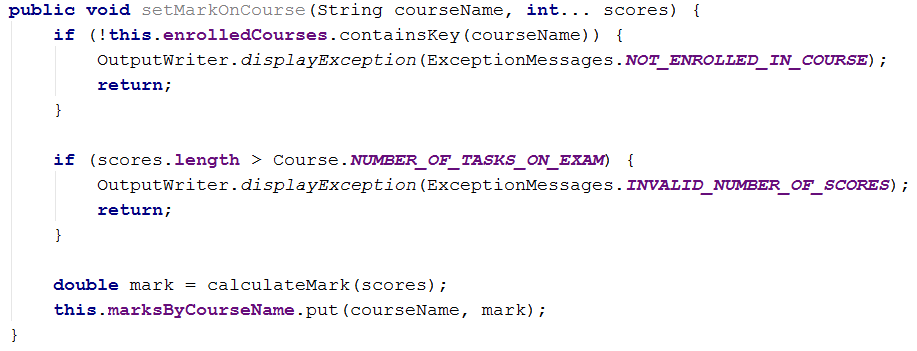 public void setMarkOnCourse(String courseName, int... scores) {
    if (!this.enrolledCourses.containsKey(courseName)) {
        OutputWriter.displayException(ExceptionMessages.NOT_ENROLLED_IN_COURSE);
        return;
    }

    if (scores.length > Course.NUMBER_OF_TASKS_ON_EXAM) {
        OutputWriter.displayException(ExceptionMessages.INVALID_NUMBER_OF_SCORES);
        return;
    }

    double mark = calculateMark(scores);
    this.marksByCourseName.put(courseName, mark);
}